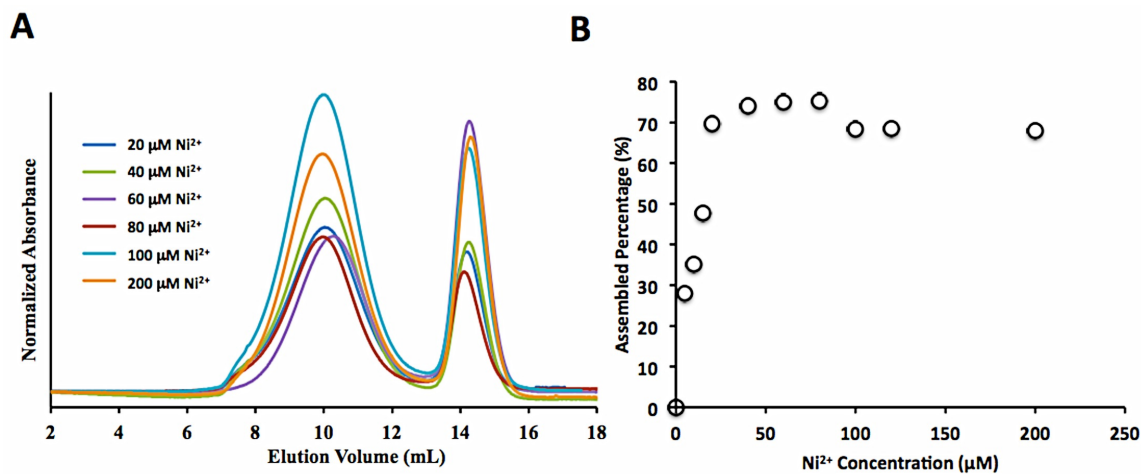 A
B
Normalized Absorbance
20 µM Ni²⁺
40 µM Ni²⁺
60 µM Ni²⁺
80 µM Ni²⁺
100 µM Ni²⁺
200 µM Ni²⁺
2 4 6 8 10 12 14 16 18
Elution Volume (mL)
Assembled Percentage (%)
80
70
60
50
40
30
20
10
0
0 50 100 150 200 250
Ni²⁺ Concentration (µM)